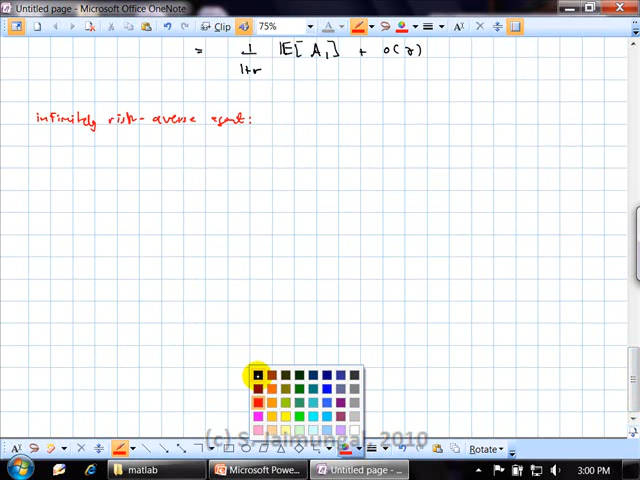 Untitled page - Microsoft Office OneNote
Clip 75%
= 1/1+r 𝔼[A₁] + o(γ)
infinitely risk-averse agent:
(c) S. Jaimungal, 2010
Rotate
matlab Microsoft Powe... Untitled page -... 3:00 PM